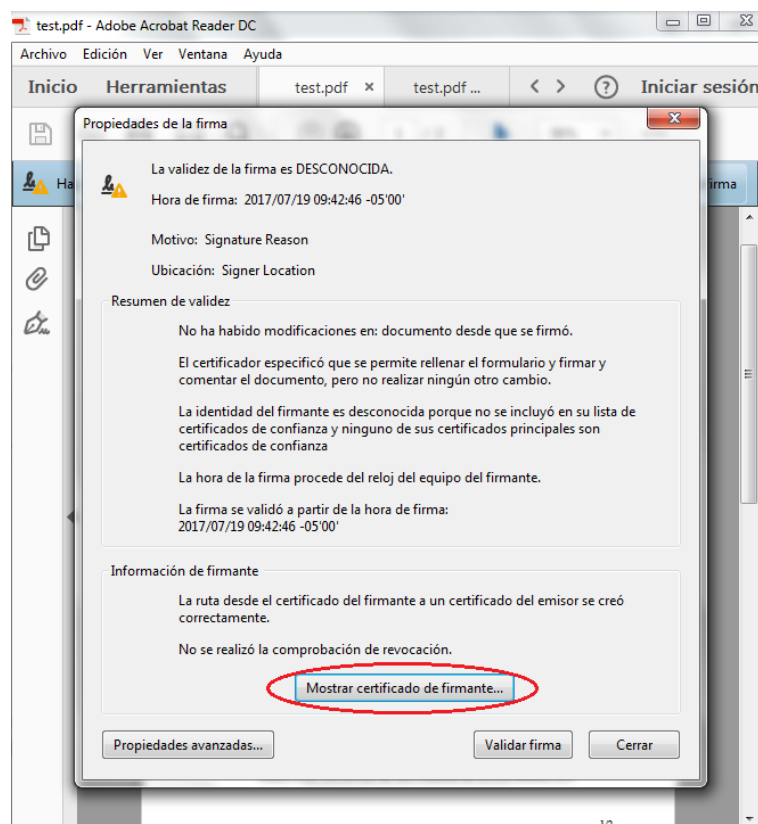 test.pdf - Adobe Acrobat Reader DC
Archivo Edición Ver Ventana Ayuda
Inicio Herramientas test.pdf × test.pdf ... < > ? Iniciar sesión
Propiedades de la firma
Ha
irma
La validez de la firma es DESCONOCIDA.
Hora de firma: 2017/07/19 09:42:46 -05'00'
Motivo: Signature Reason
Ubicación: Signer Location
Resumen de validez
No ha habido modificaciones en: documento desde que se firmó.
El certificador especificó que se permite rellenar el formulario y firmar y
comentar el documento, pero no realizar ningún otro cambio.
La identidad del firmante es desconocida porque no se incluyó en su lista de
certificados de confianza y ninguno de sus certificados principales son
certificados de confianza
La hora de la firma procede del reloj del equipo del firmante.
La firma se validó a partir de la hora de firma:
2017/07/19 09:42:46 -05'00'
Información de firmante
La ruta desde el certificado del firmante a un certificado del emisor se creó
correctamente.
No se realizó la comprobación de revocación.
Mostrar certificado de firmante...
Propiedades avanzadas... Validar firma Cerrar